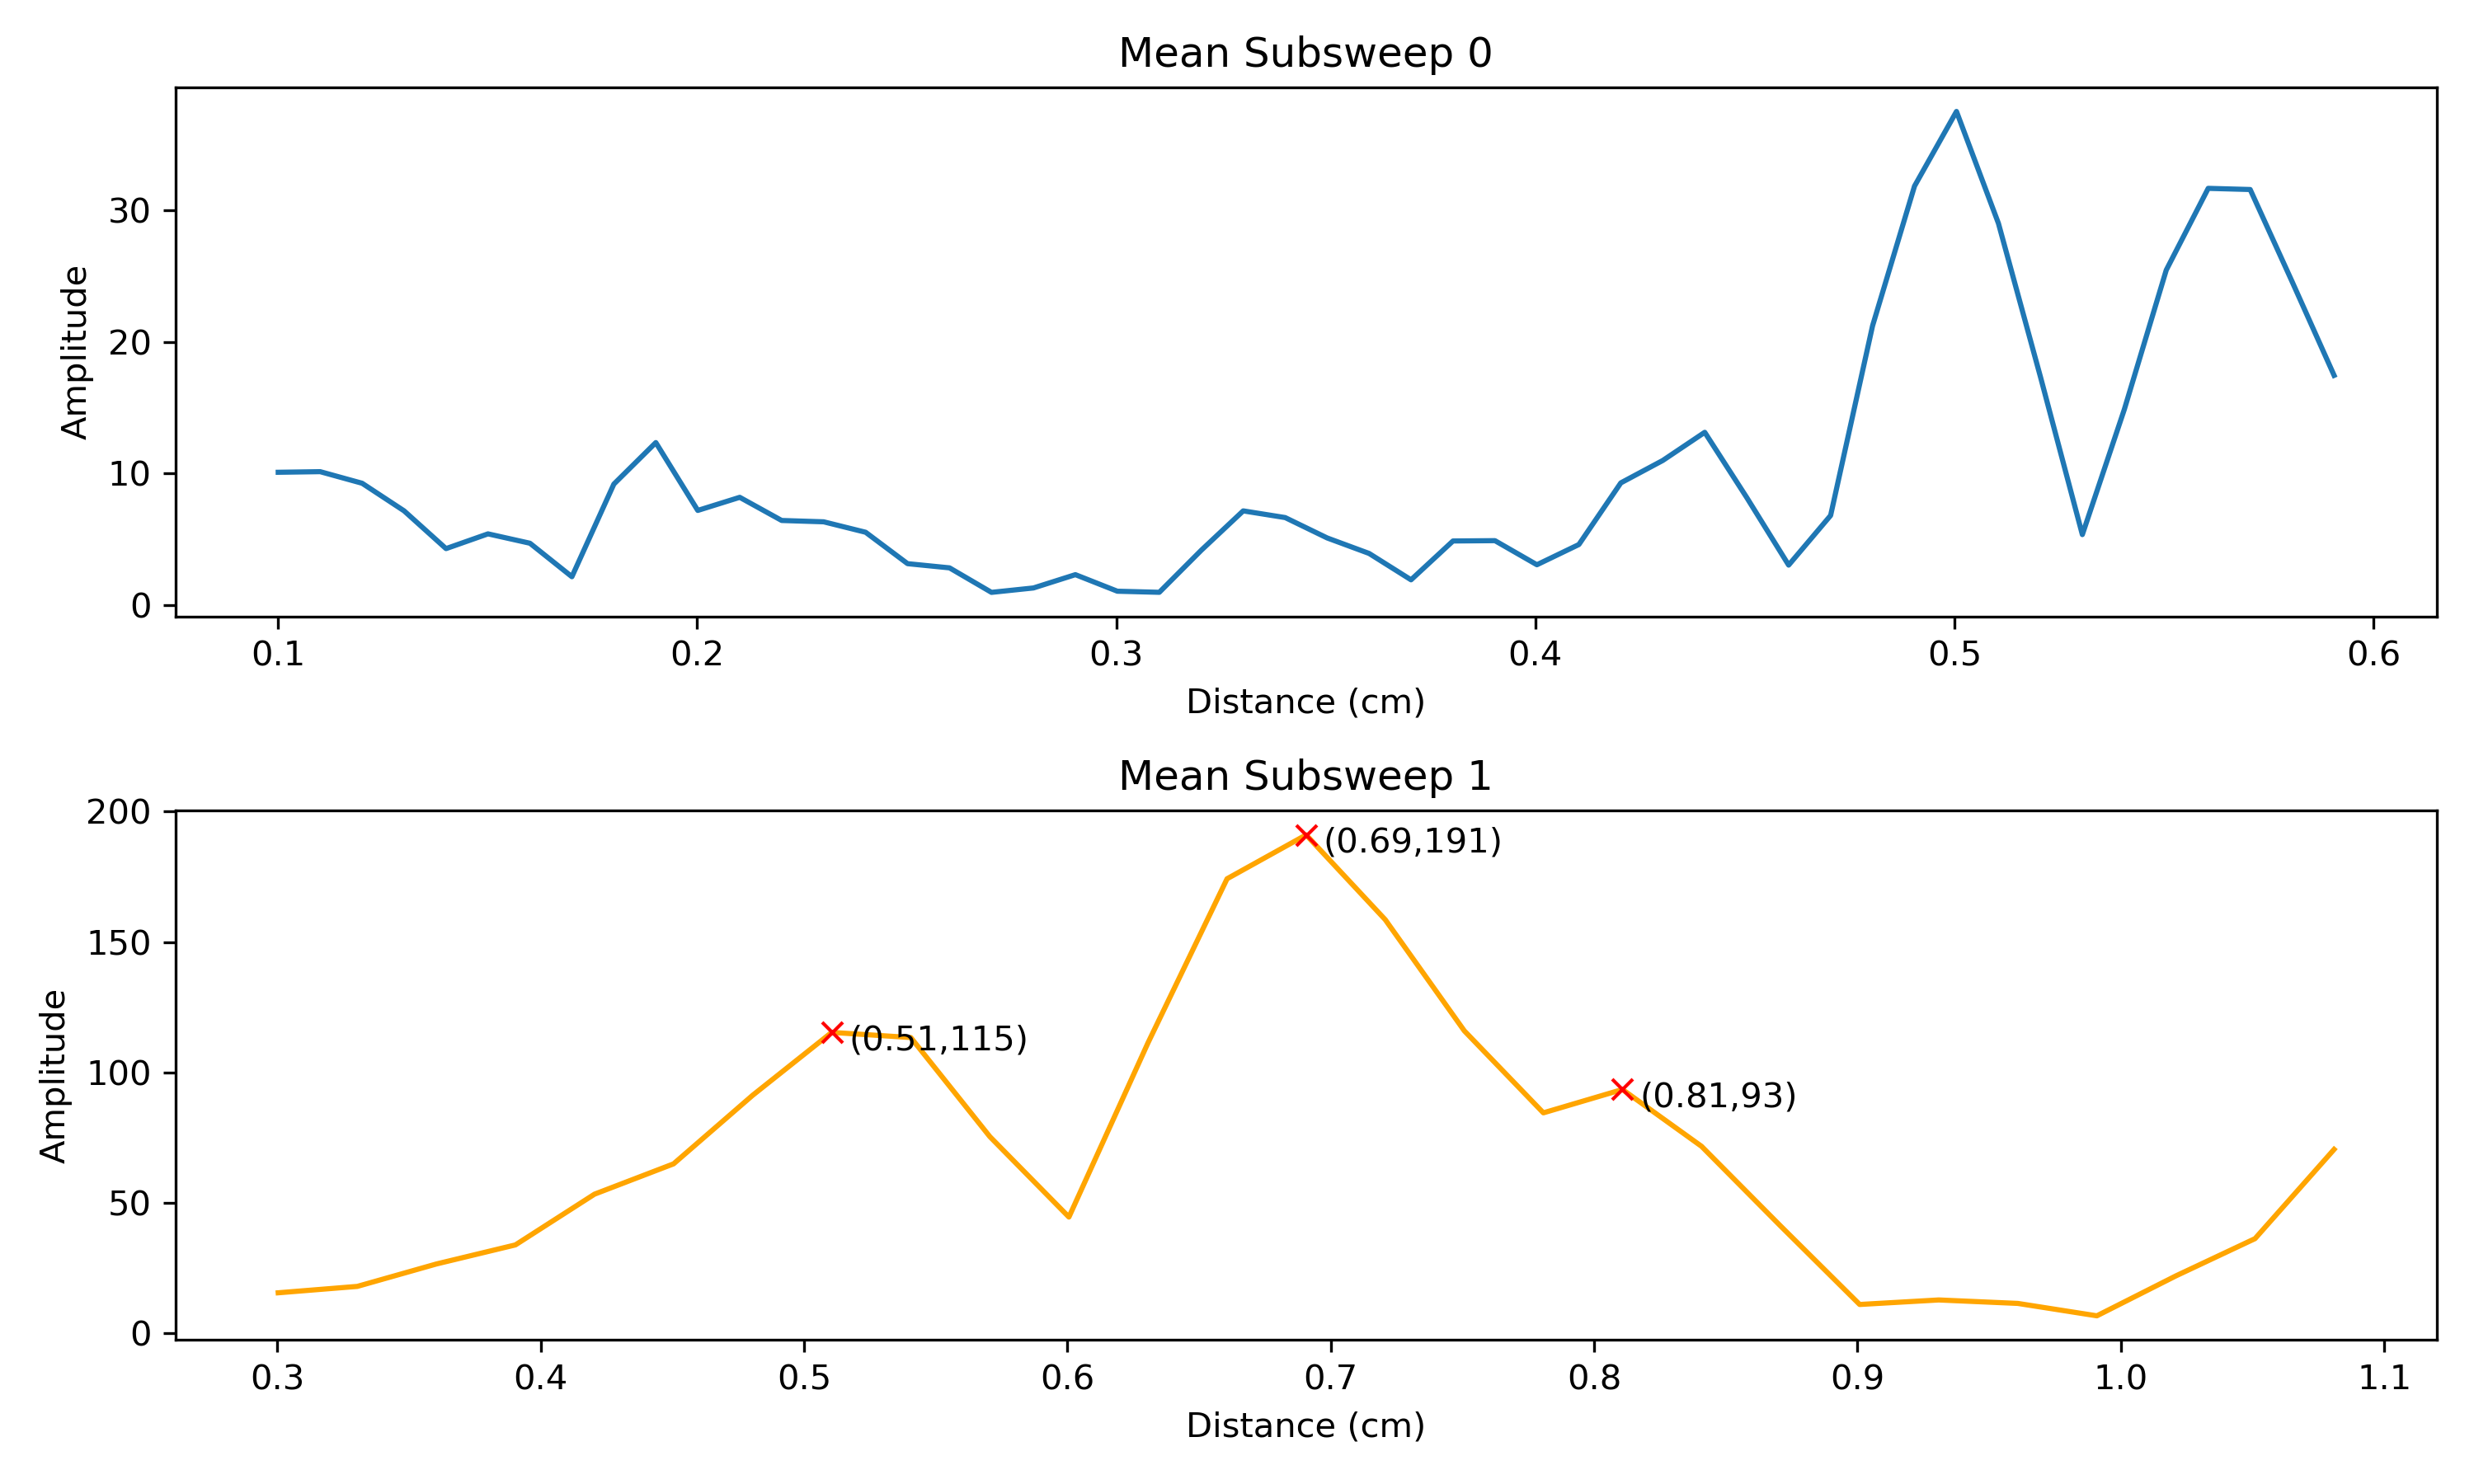 Mean Subsweep 0
Amplitude
30
20
10
0
0.1 0.2 0.3 0.4 0.5 0.6
Distance (cm)
Mean Subsweep 1
Amplitude
200
150
100
50
0
(0.69,191)
(0.51,115)
(0.81,93)
0.3 0.4 0.5 0.6 0.7 0.8 0.9 1.0 1.1
Distance (cm)